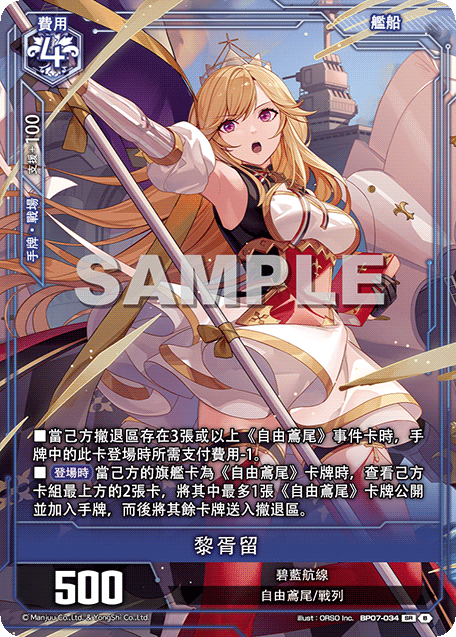 費用
4
艦船
手牌・戰場
支援+100
SAMPLE
■當己方撤退區存在3張或以上《自由鳶尾》事件卡時，手
牌中的此卡登場時所需支付費用-1。
■ 登場時 當己方的旗艦卡為《自由鳶尾》卡牌時，查看己方
卡組最上方的2張卡，將其中最多1張《自由鳶尾》卡牌公開
並加入手牌，而後將其餘卡牌送入撤退區。
黎胥留
500
碧藍航線
自由鳶尾/戰列
© Manjuu Co.,Ltd. & YongShi Co.,Ltd.
Illust : ORSO Inc. BP07-034 SR B